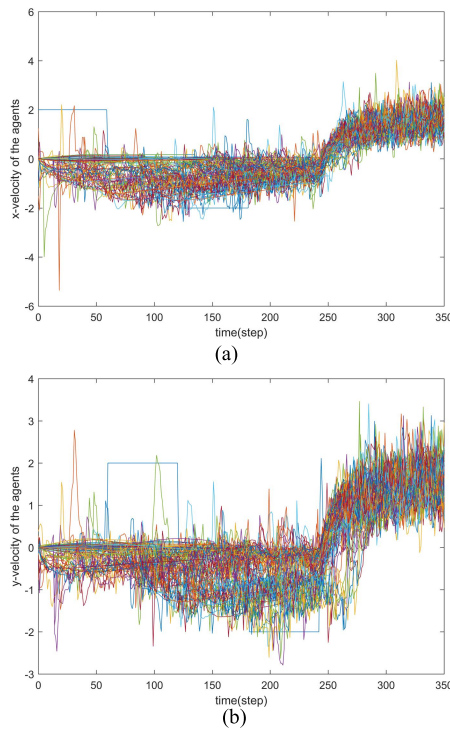 6
4
2
0
-2
-4
-6
x-velocity of the agents
0 50 100 150 200 250 300 350
time(step)
(a)
4
3
2
1
0
-1
-2
-3
y-velocity of the agents
0 50 100 150 200 250 300 350
time(step)
(b)